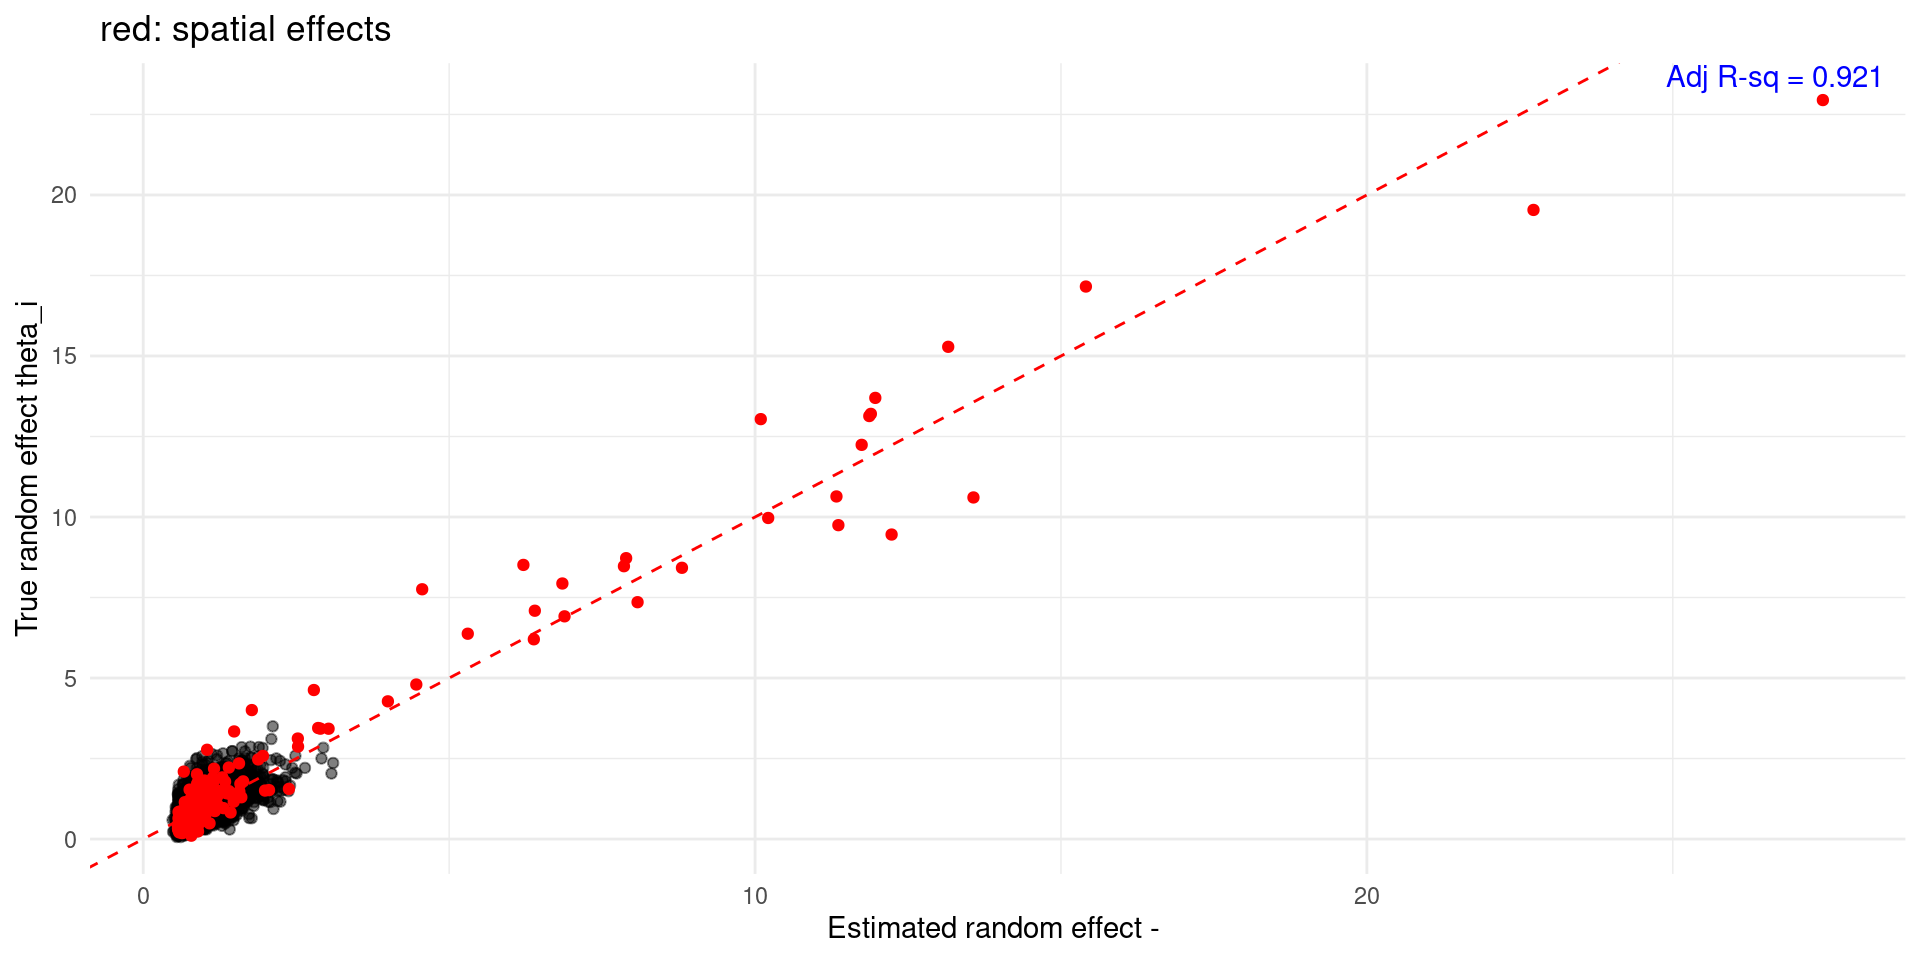 red: spatial effects
Adj R-sq = 0.921
True random effect theta_i
20
15
10
5
0
0 10 20
Estimated random effect -